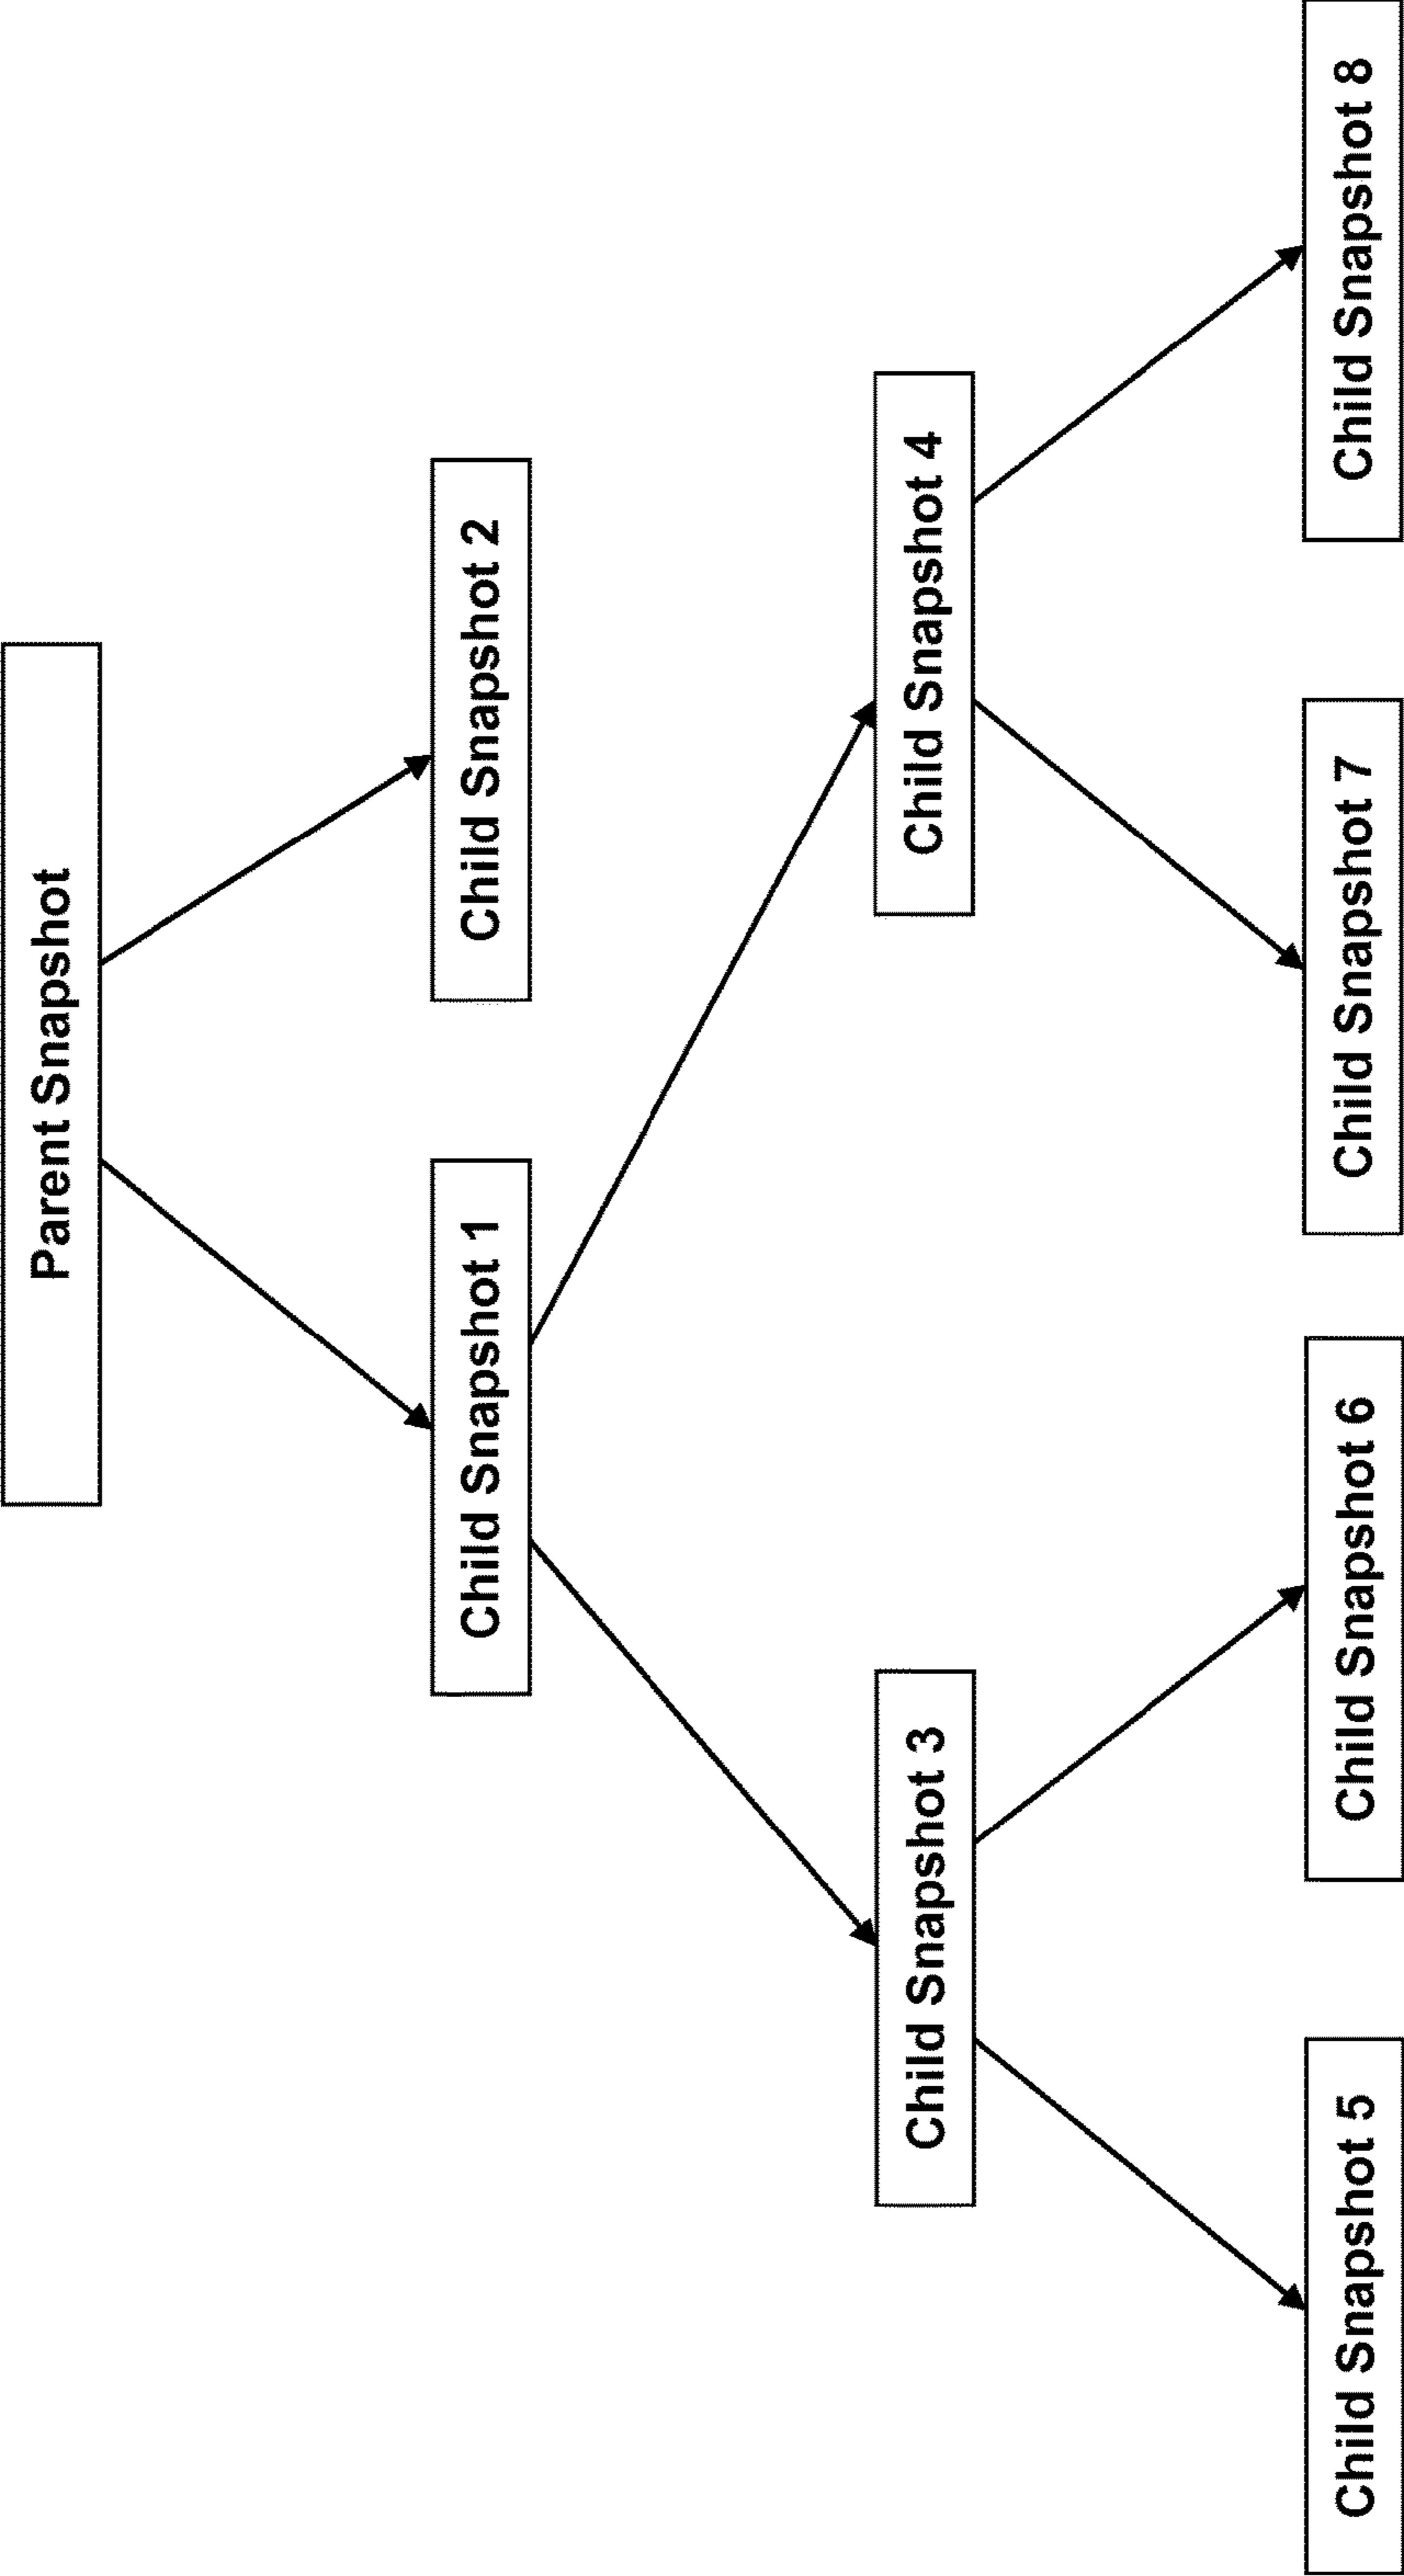 Parent Snapshot
Child Snapshot 1
Child Snapshot 2
Child Snapshot 3
Child Snapshot 4
Child Snapshot 5
Child Snapshot 6
Child Snapshot 7
Child Snapshot 8